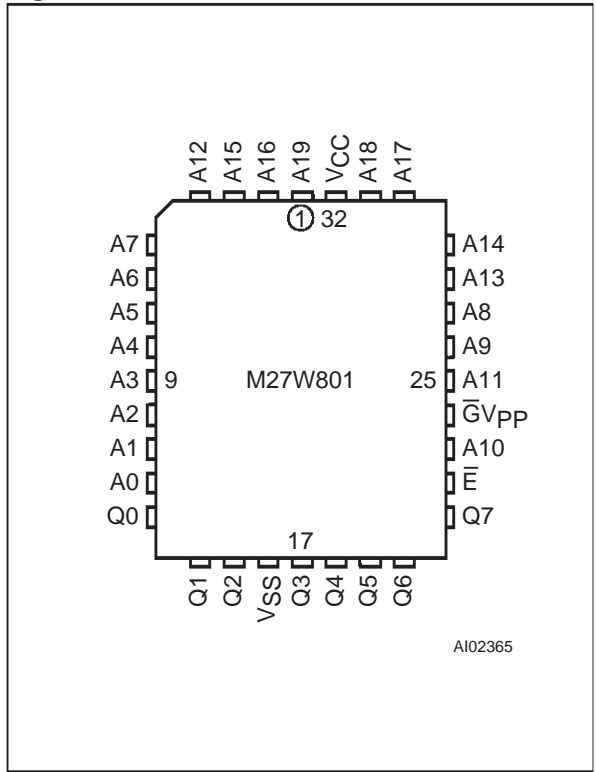 A12 A15 A16 A19 VCC A18 A17
1 32
A7 A14
A6 A13
A5 A8
A4 A9
A3 9 M27W801 25 A11
A2 G̅VPP
A1 A10
A0 E̅
Q0 Q7
17
Q1 Q2 VSS Q3 Q4 Q5 Q6
AI02365